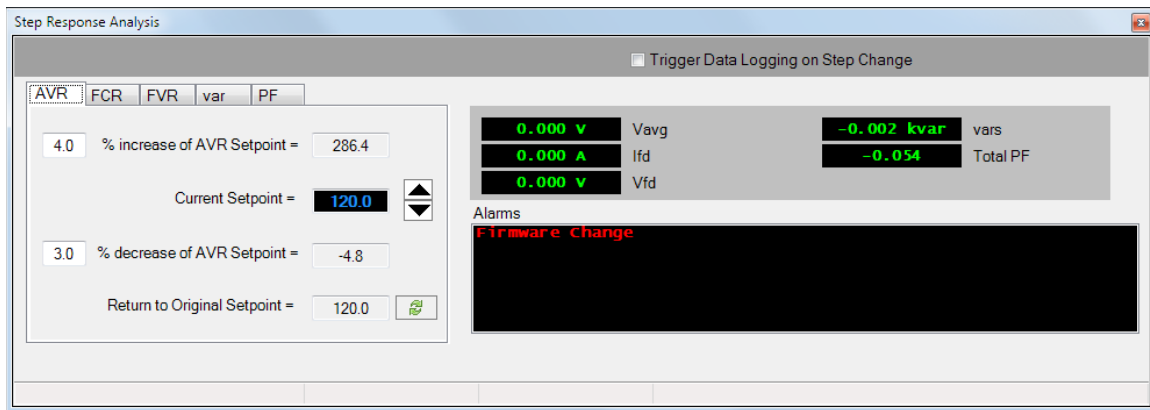 Step Response Analysis
Trigger Data Logging on Step Change
AVR FCR FVR var PF
4.0 % increase of AVR Setpoint = 286.4
Current Setpoint = 120.0
3.0 % decrease of AVR Setpoint = -4.8
Return to Original Setpoint = 120.0
0.000 V Vavg -0.002 kvar vars
0.000 A Ifd -0.054 Total PF
0.000 V Vfd
Alarms
Firmware Change